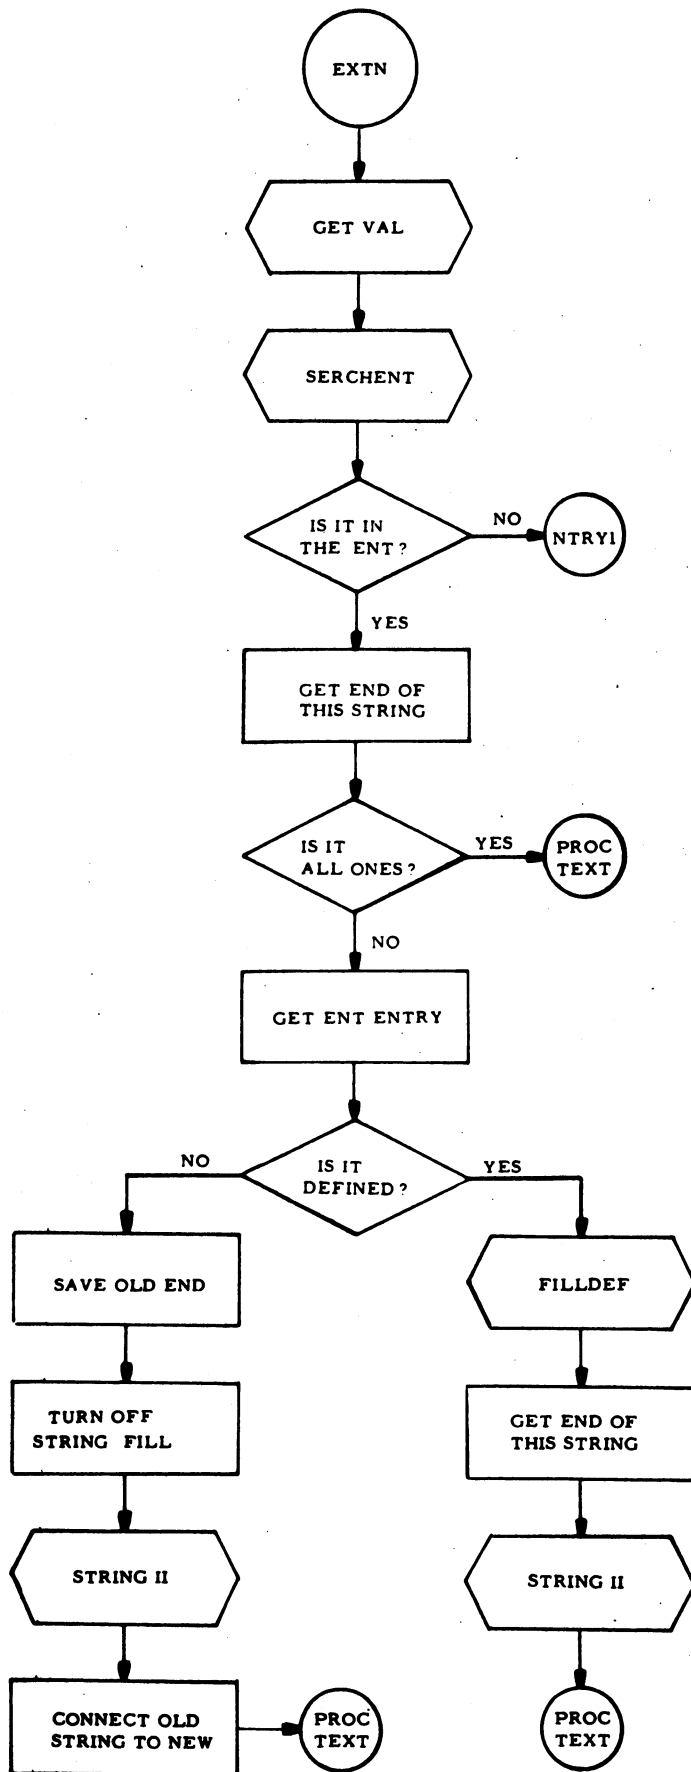 EXTN
GET VAL
SERCHENT
IS IT IN
THE ENT?
NO
NTRY1
YES
GET END OF
THIS STRING
IS IT
ALL ONES?
YES
PROC
TEXT
NO
GET ENT ENTRY
NO
IS IT
DEFINED?
YES
SAVE OLD END
FILLDEF
TURN OFF
STRING FILL
GET END OF
THIS STRING
STRING II
STRING II
CONNECT OLD
STRING TO NEW
PROC
TEXT
PROC
TEXT